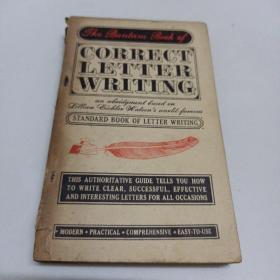 The Bantam Book of
CORRECT
LETTER
WRITING
an abridgment based on
Lillian Eichler Watson's world-famous
STANDARD BOOK OF LETTER WRITING
THIS AUTHORITATIVE GUIDE TELLS YOU HOW
TO WRITE CLEAR, SUCCESSFUL, EFFECTIVE
AND INTERESTING LETTERS FOR ALL OCCASIONS
MODERN • PRACTICAL • COMPREHENSIVE • EASY-TO-USE